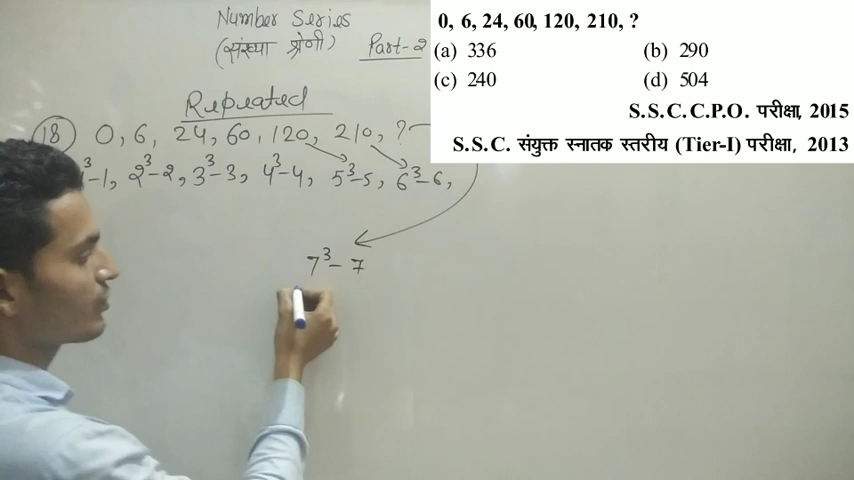 Number Series
(संख्या श्रेणी) Part-2
Repeated
18 0, 6, 24, 60, 120, 210, ?
³-1, 2³-2, 3³-3, 4³-4, 5³-5, 6³-6,
7³-7
0, 6, 24, 60, 120, 210, ?
(a) 336 (b) 290
(c) 240 (d) 504
S.S.C.C.P.O. परीक्षा, 2015
S.S.C. संयुक्त स्नातक स्तरीय (Tier-I) परीक्षा, 2013